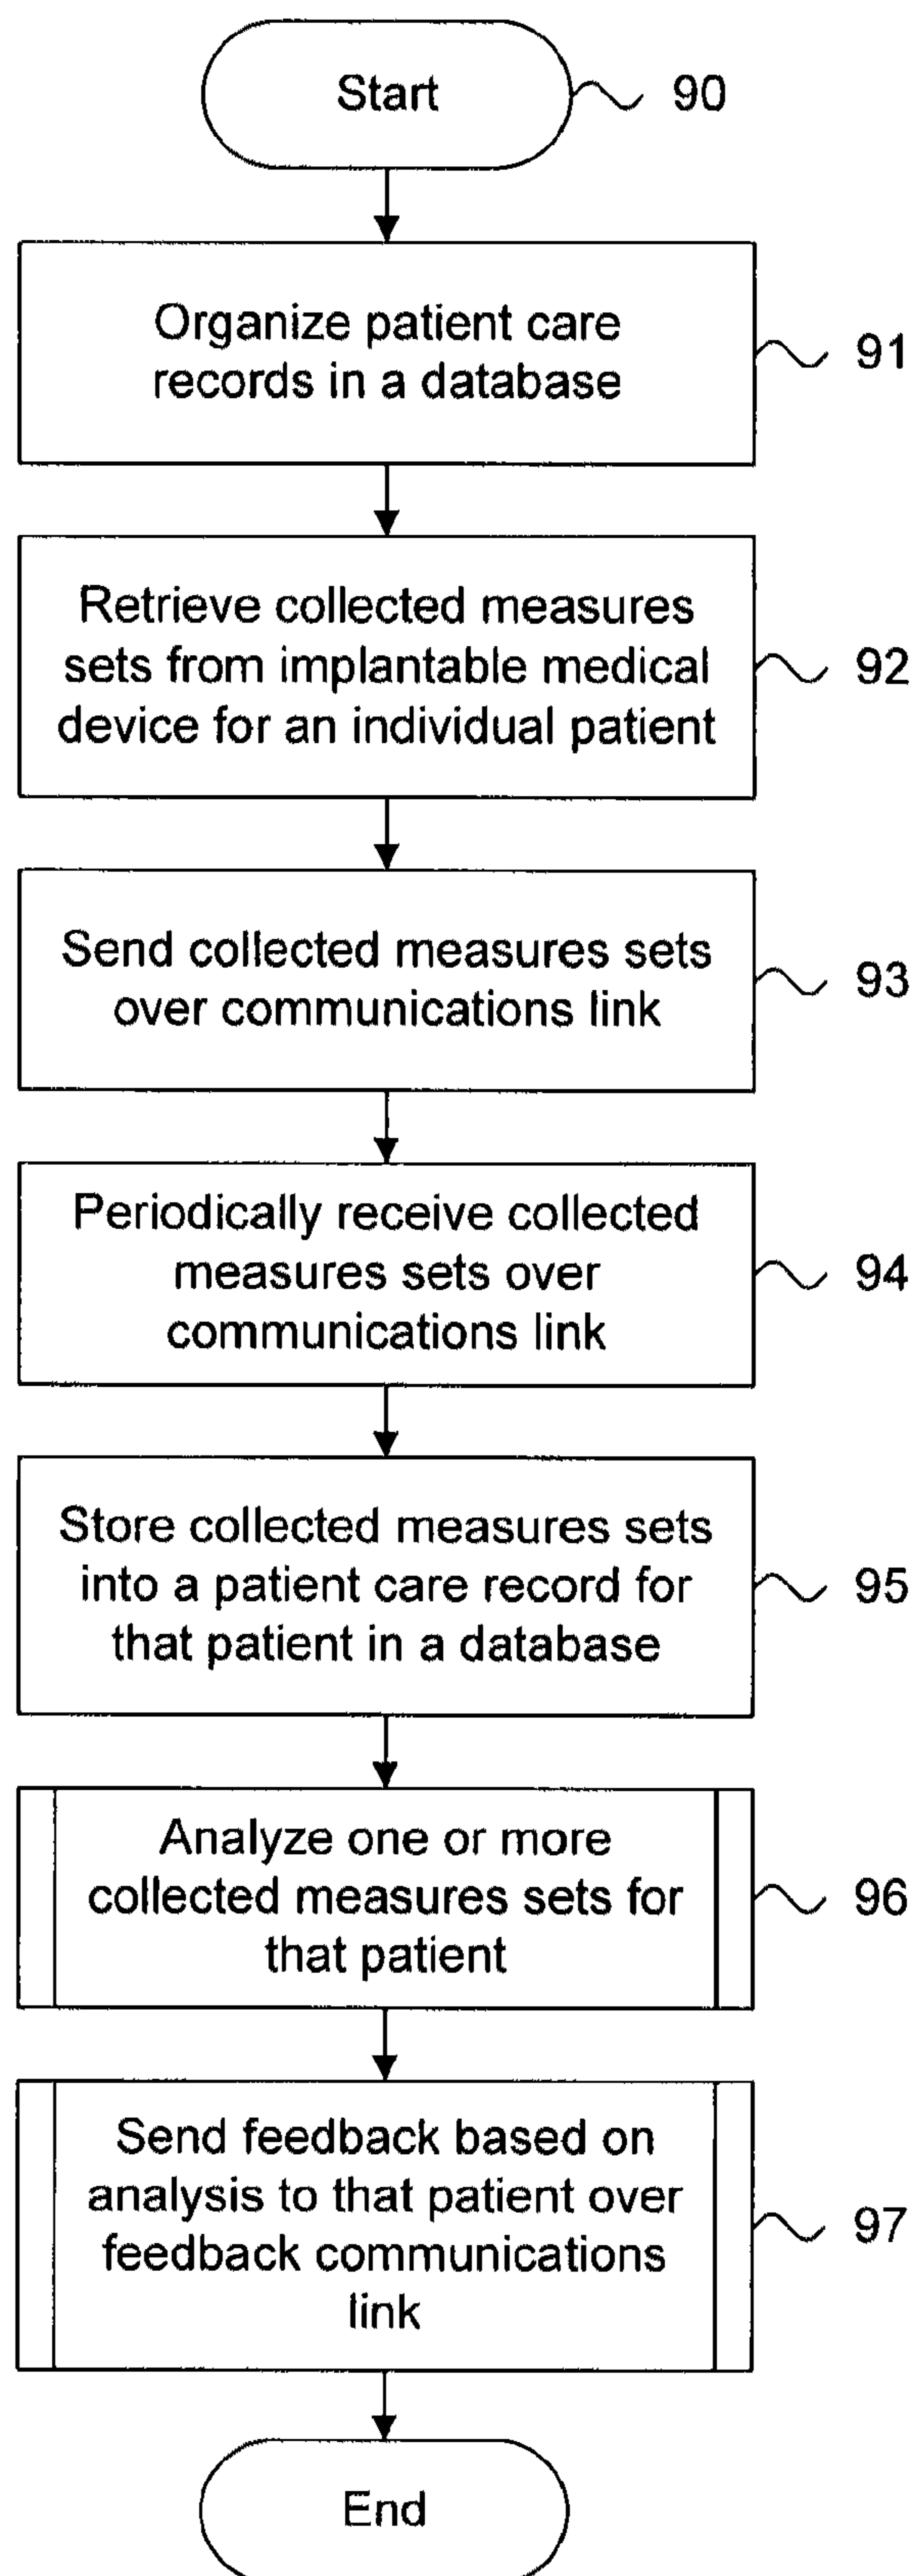 Start
90
Organize patient care
records in a database
91
Retrieve collected measures
sets from implantable medical
device for an individual patient
92
Send collected measures sets
over communications link
93
Periodically receive collected
measures sets over
communications link
94
Store collected measures sets
into a patient care record for
that patient in a database
95
Analyze one or more
collected measures sets for
that patient
96
Send feedback based on
analysis to that patient over
feedback communications
link
97
End